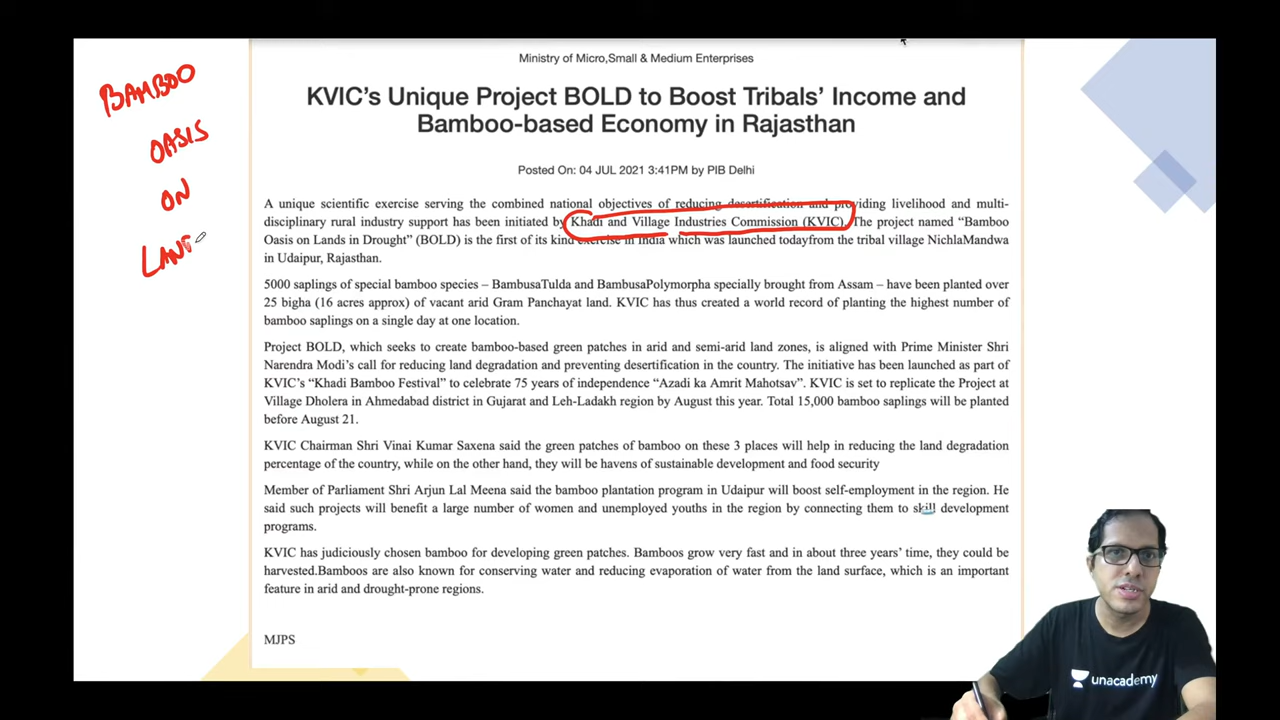 BAMBOO
OASIS
ON
LAND
Ministry of Micro,Small & Medium Enterprises
KVIC's Unique Project BOLD to Boost Tribals' Income and
Bamboo-based Economy in Rajasthan
Posted On: 04 JUL 2021 3:41PM by PIB Delhi
A unique scientific exercise serving the combined national objectives of reducing desertification and providing livelihood and multi-
disciplinary rural industry support has been initiated by Khadi and Village Industries Commission (KVIC). The project named “Bamboo
Oasis on Lands in Drought” (BOLD) is the first of its kind exercise in India which was launched todayfrom the tribal village NichlaMandwa
in Udaipur, Rajasthan.
5000 saplings of special bamboo species – BambusaTulda and BambusaPolymorpha specially brought from Assam – have been planted over
25 bigha (16 acres approx) of vacant arid Gram Panchayat land. KVIC has thus created a world record of planting the highest number of
bamboo saplings on a single day at one location.
Project BOLD, which seeks to create bamboo-based green patches in arid and semi-arid land zones, is aligned with Prime Minister Shri
Narendra Modi's call for reducing land degradation and preventing desertification in the country. The initiative has been launched as part of
KVIC's “Khadi Bamboo Festival” to celebrate 75 years of independence “Azadi ka Amrit Mahotsav”. KVIC is set to replicate the Project at
Village Dholera in Ahmedabad district in Gujarat and Leh-Ladakh region by August this year. Total 15,000 bamboo saplings will be planted
before August 21.
KVIC Chairman Shri Vinai Kumar Saxena said the green patches of bamboo on these 3 places will help in reducing the land degradation
percentage of the country, while on the other hand, they will be havens of sustainable development and food security
Member of Parliament Shri Arjun Lal Meena said the bamboo plantation program in Udaipur will boost self-employment in the region. He
said such projects will benefit a large number of women and unemployed youths in the region by connecting them to skill development
programs.
KVIC has judiciously chosen bamboo for developing green patches. Bamboos grow very fast and in about three years' time, they could be
harvested.Bamboos are also known for conserving water and reducing evaporation of water from the land surface, which is an important
feature in arid and drought-prone regions.
MJPS
unacademy